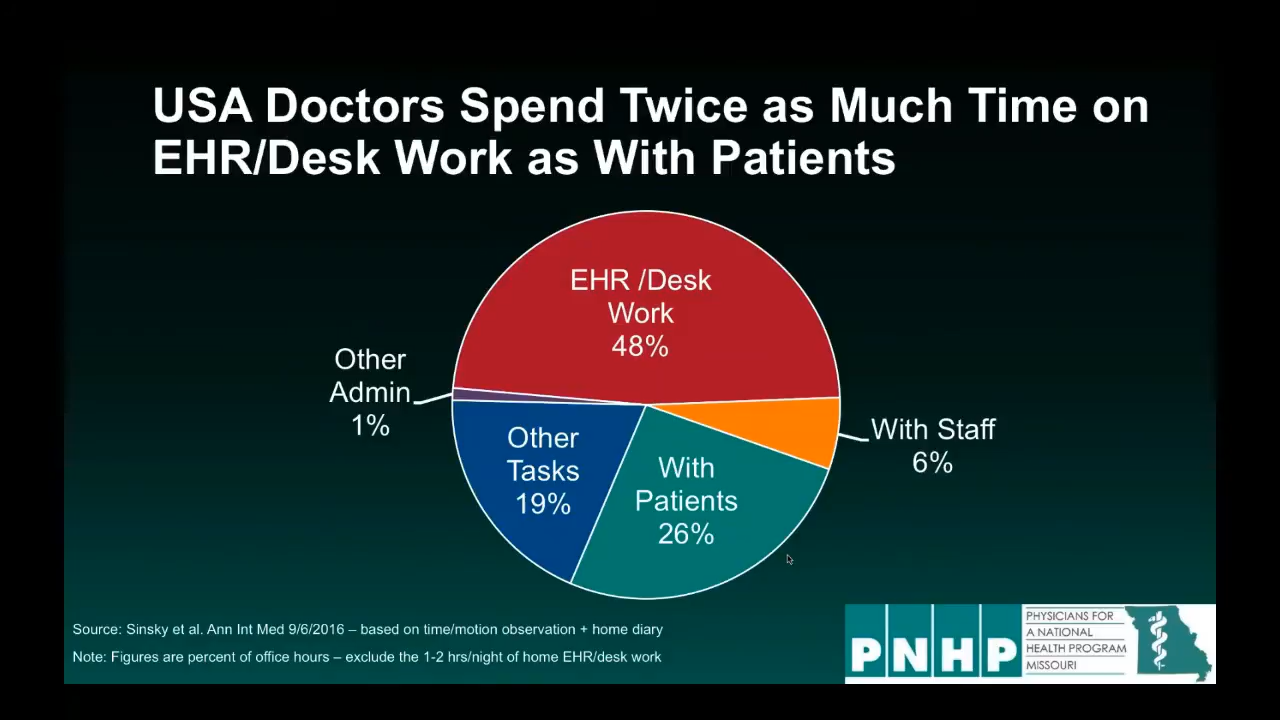 USA Doctors Spend Twice as Much Time on
EHR/Desk Work as With Patients
EHR /Desk
Work
48%
Other
Admin
1%
With Staff
6%
Other
Tasks
19%
With
Patients
26%
Source: Sinsky et al. Ann Int Med 9/6/2016 – based on time/motion observation + home diary
Note: Figures are percent of office hours – exclude the 1-2 hrs/night of home EHR/desk work
PNHP
PHYSICIANS FOR
A NATIONAL
HEALTH PROGRAM
MISSOURI